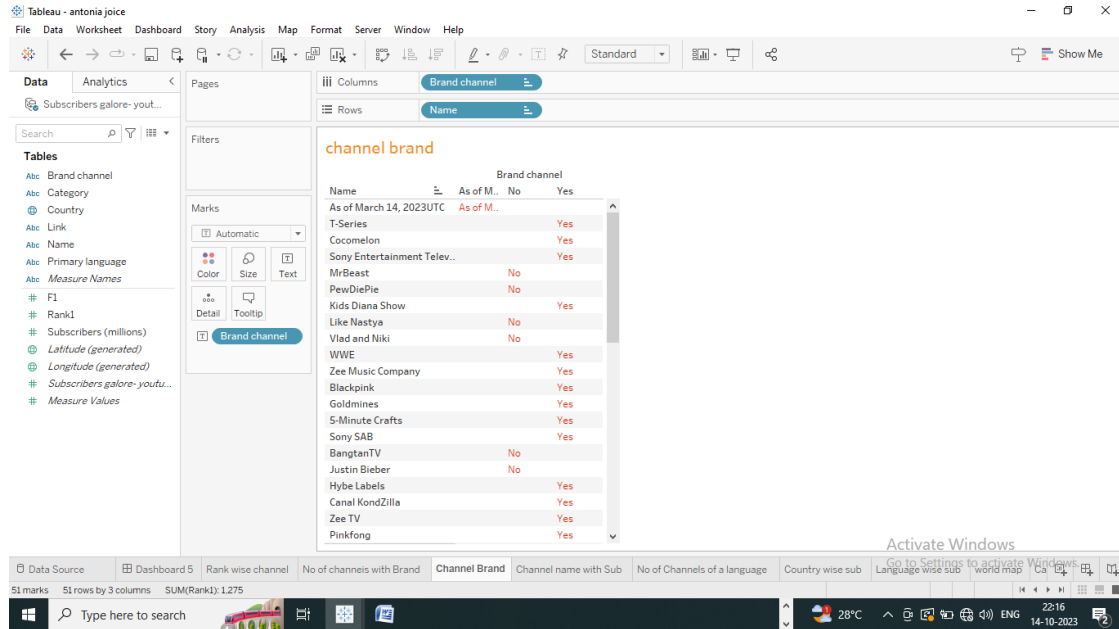 Tableau - antonia joice
File Data Worksheet Dashboard Story Analysis Map Format Server Window Help
Standard
Show Me
Data Analytics
Subscribers galore- yout...
Search
Tables
Abc Brand channel
Abc Category
Country
Abc Link
Abc Name
Abc Primary language
Abc Measure Names
# F1
# Rank1
# Subscribers (millions)
Latitude (generated)
Longitude (generated)
# Subscribers galore- youtu...
# Measure Values
Pages
Filters
Marks
T Automatic
Color Size Text
Detail Tooltip
T Brand channel
iii Columns Brand channel
Rows Name
channel brand
Brand channel
Name As of M.. No Yes
As of March 14, 2023UTC As of M..
T-Series Yes
Cocomelon Yes
Sony Entertainment Telev.. Yes
MrBeast No
PewDiePie No
Kids Diana Show Yes
Like Nastya No
Vlad and Niki No
WWE Yes
Zee Music Company Yes
Blackpink Yes
Goldmines Yes
5-Minute Crafts Yes
Sony SAB Yes
BangtanTV No
Justin Bieber No
Hybe Labels Yes
Canal KondZilla Yes
Zee TV Yes
Pinkfong Yes
Activate Windows
Go to Settings to activate Windows.
Data Source Dashboard 5 Rank wise channel No of channels with Brand Channel Brand Channel name with Sub No of Channels of a language Country wise sub Language wise sub world map Ca
51 marks 51 rows by 3 columns SUM(Rank1): 1,275
Type here to search
28°C
ENG
22:16
14-10-2023
2